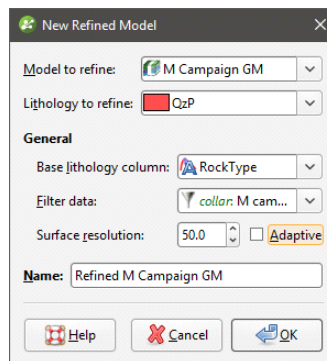 New Refined Model
Model to refine: M Campaign GM
Lithology to refine: QzP
General
Base lithology column: RockType
Filter data: collar: M cam...
Surface resolution: 50.0 Adaptive
Name: Refined M Campaign GM
Help Cancel OK